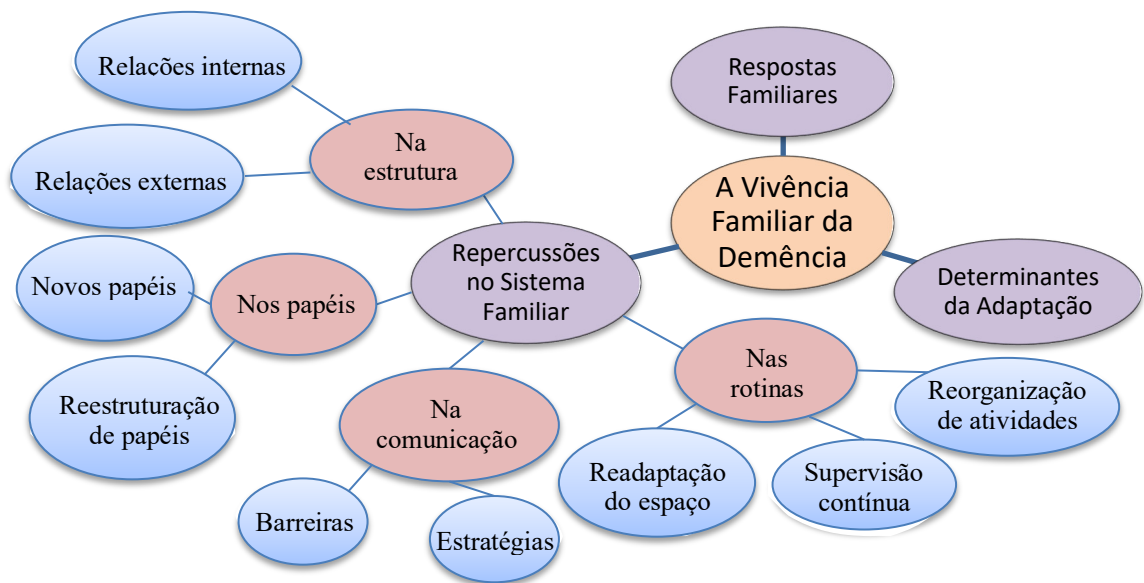 Relacões internas
Respostas
Familiares
Na
estrutura
Relações externas
A Vivência
Familiar da
Demência
Repercussões
no Sistema
Familiar
Novos papéis
Nos papéis
Determinantes
da Adaptação
Nas
rotinas
Reestruturação
de papéis
Na
comunicação
Reorganização
de atividades
Readaptação
do espaço
Supervisão
contínua
Barreiras
Estratégias